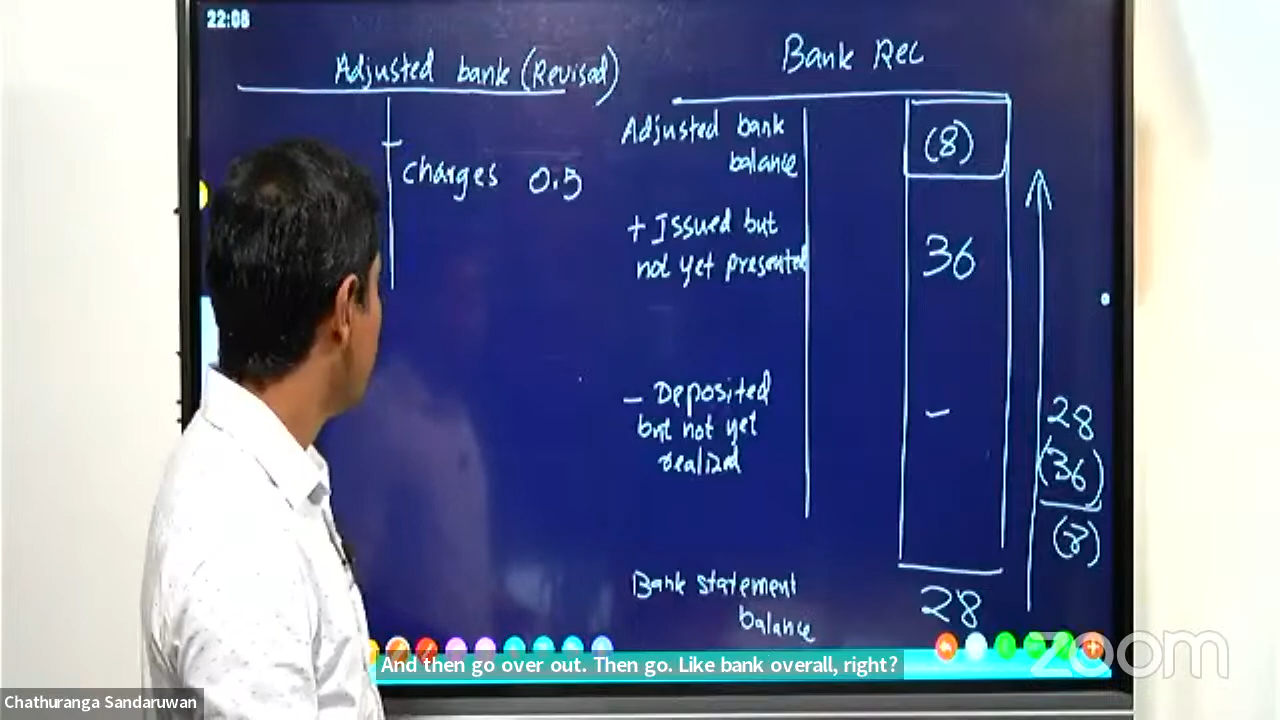 22:08
Adjusted bank (Revised)
charges 0.5
Bank Rec
Adjusted bank
balance
(8)
+ Issued but
not yet presented
36
- Deposited
but not yet
realized
-
28
(36)
(8)
Bank statement
balance
28
zoom
And then go over out. Then go. Like bank overall, right?
Chathuranga Sandaruwan